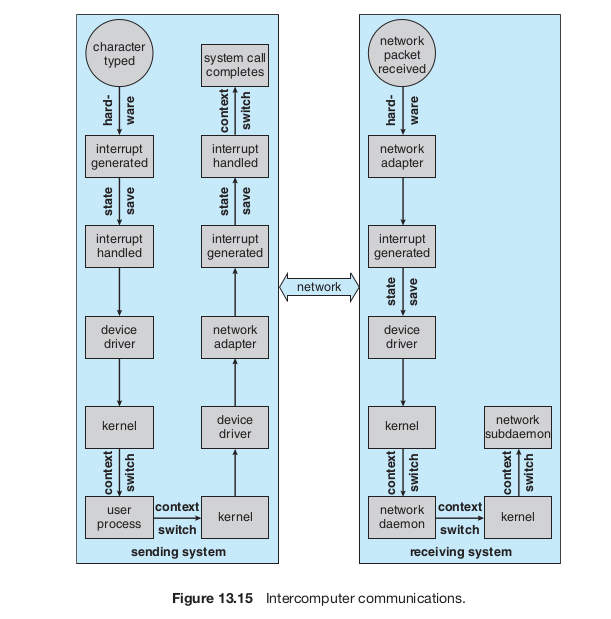 character
typed
hard-
ware
interrupt
generated
state
save
interrupt
handled
device
driver
kernel
context
switch
user
process
context
switch
kernel
device
driver
network
adapter
interrupt
generated
state
save
interrupt
handled
context
switch
system call
completes
sending system
network
network
packet
received
hard-
ware
network
adapter
interrupt
generated
state
save
device
driver
kernel
context
switch
network
daemon
context
switch
kernel
context
switch
network
subdaemon
receiving system
Figure 13.15 Intercomputer communications.